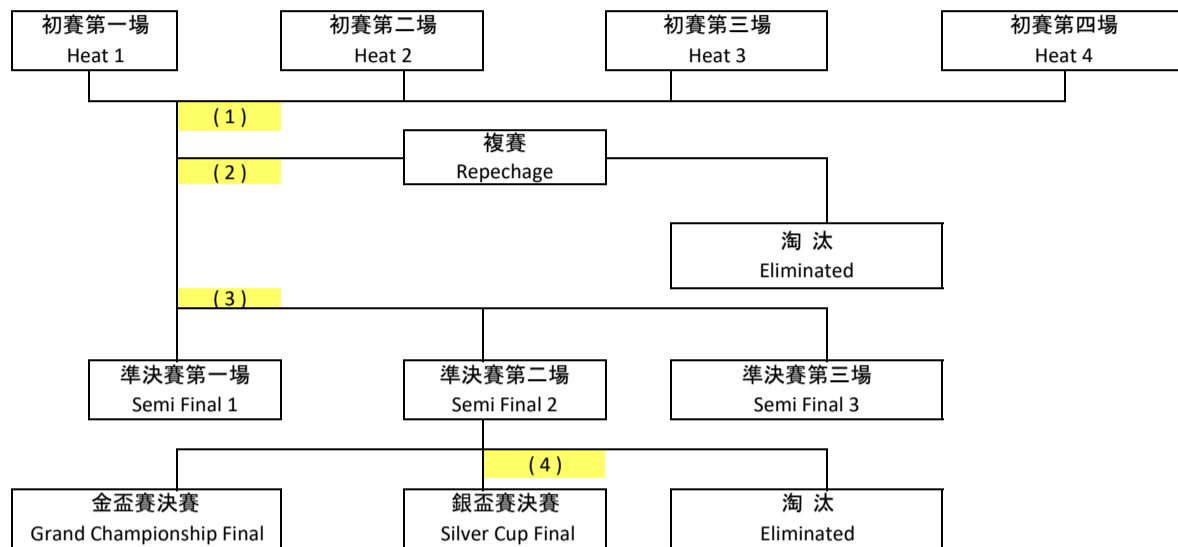 初賽第一場
Heat 1
初賽第二場
Heat 2
初賽第三場
Heat 3
初賽第四場
Heat 4
( 1 )
複賽
Repechage
( 2 )
淘 汰
Eliminated
( 3 )
準決賽第一場
Semi Final 1
準決賽第二場
Semi Final 2
準決賽第三場
Semi Final 3
( 4 )
金盃賽決賽
Grand Championship Final
銀盃賽決賽
Silver Cup Final
淘 汰
Eliminated